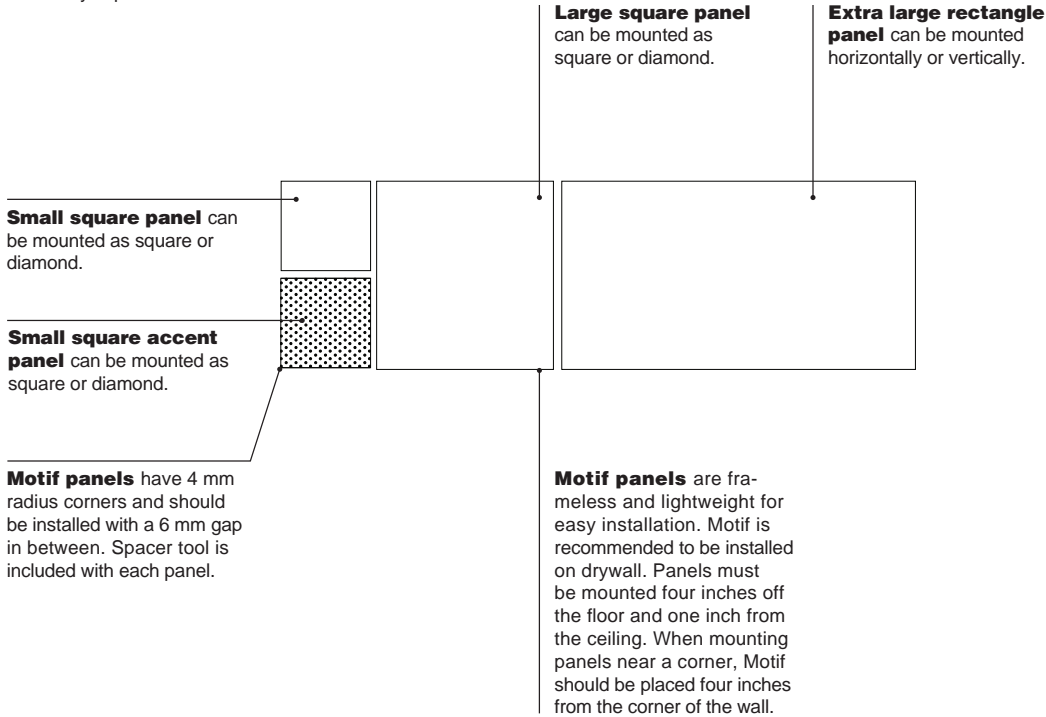 Large square panel
can be mounted as
square or diamond.
Extra large rectangle
panel can be mounted
horizontally or vertically.
Small square panel can
be mounted as square or
diamond.
Small square accent
panel can be mounted as
square or diamond.
Motif panels have 4 mm
radius corners and should
be installed with a 6 mm gap
in between. Spacer tool is
included with each panel.
Motif panels are fra-
meless and lightweight for
easy installation. Motif is
recommended to be installed
on drywall. Panels must
be mounted four inches off
the floor and one inch from
the ceiling. When mounting
panels near a corner, Motif
should be placed four inches
from the corner of the wall.